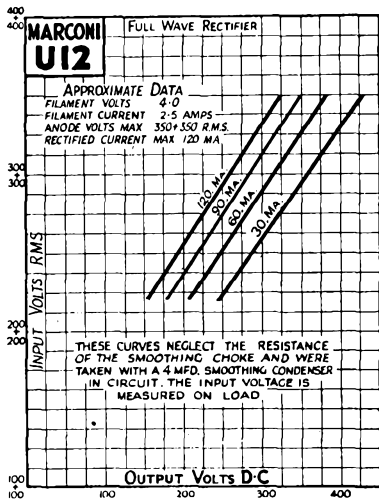 400
400
MARCONI
U12
FULL WAVE RECTIFIER
APPROXIMATE DATA
FILAMENT VOLTS 4·0
FILAMENT CURRENT 2·5 AMPS
ANODE VOLTS MAX 350+350 R.M.S.
RECTIFIED CURRENT MAX 120 MA
300
300
120. MA.
90. MA.
60. MA.
30. MA.
INPUT VOLTS RMS
200
200
THESE CURVES NEGLECT THE RESISTANCE
OF THE SMOOTHING CHOKE AND WERE
TAKEN WITH A 4 MFD. SMOOTHING CONDENSER
IN CIRCUIT. THE INPUT VOLTAGE IS
MEASURED ON LOAD
100
100
OUTPUT VOLTS D·C
100
200
300
400